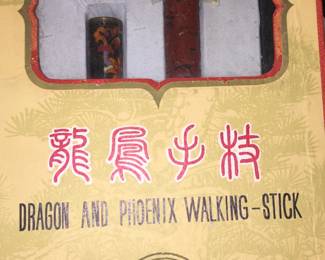 龍鳳手杖
DRAGON AND PHOENIX WALKING-STICK